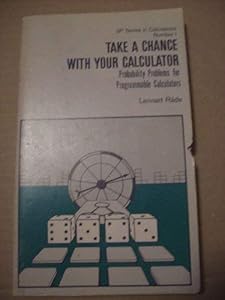 dP Series in Calculators
Number 1
TAKE A CHANCE
WITH YOUR CALCULATOR
Probability Problems for
Programmable Calculators
Lennart Råde